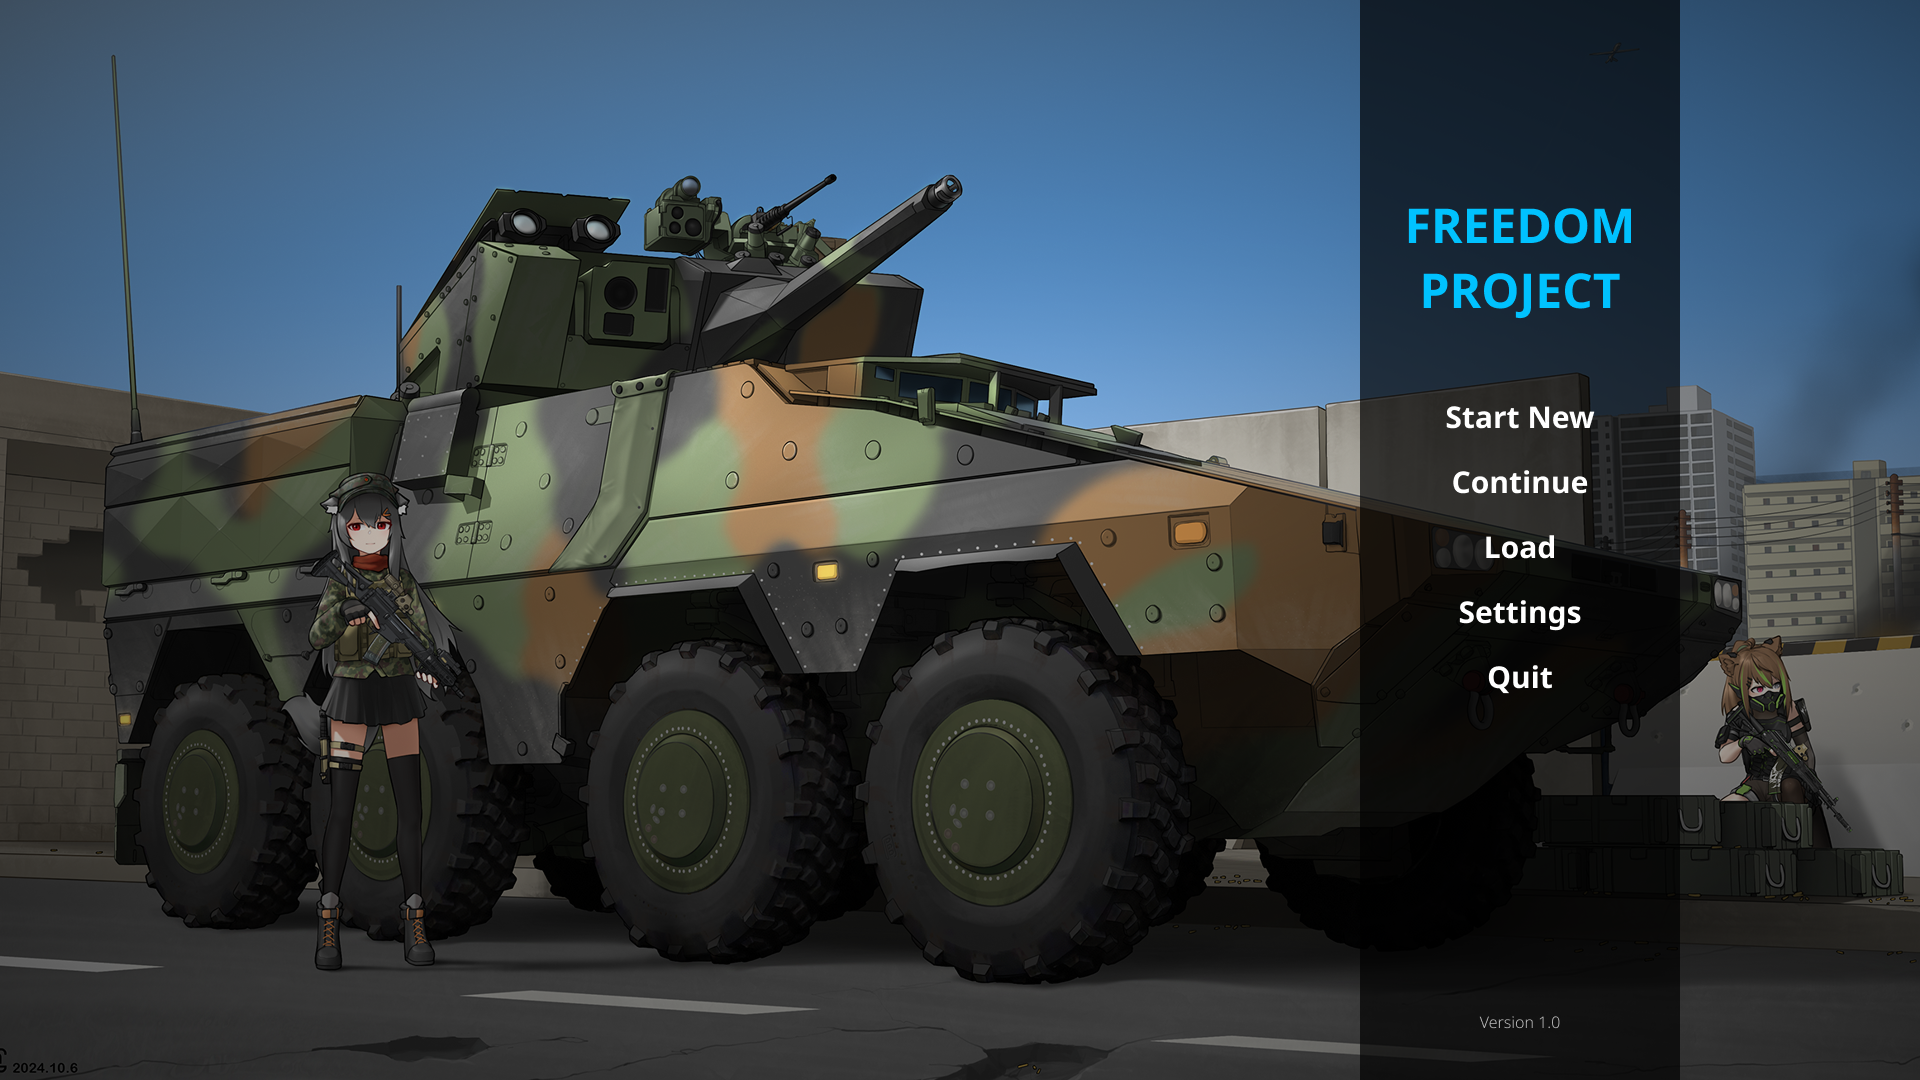 FREEDOM
PROJECT
Start New
Continue
Load
Settings
Quit
Version 1.0
2024.10.6